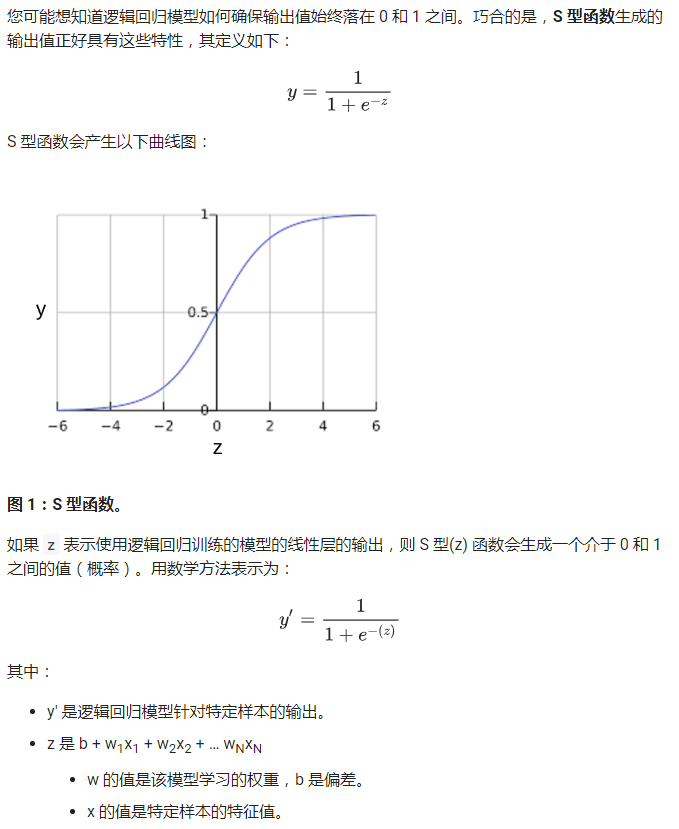 您可能想知道逻辑回归模型如何确保输出值始终落在 0 和 1 之间。巧合的是，S 型函数生成的
输出值正好具有这些特性，其定义如下：
y = 1 / (1 + e^{-z})
S 型函数会产生以下曲线图：
1
y
0.5
0
-6 -4 -2 0 2 4 6
z
图 1：S 型函数。
如果 z 表示使用逻辑回归训练的模型的线性层的输出，则 S 型(z) 函数会生成一个介于 0 和 1
之间的值（概率）。用数学方法表示为：
y′ = 1 / (1 + e^{-(z)})
其中：
• y' 是逻辑回归模型针对特定样本的输出。
• z 是 b + w₁x₁ + w₂x₂ + … w_Nx_N
• w 的值是该模型学习的权重，b 是偏差。
• x 的值是特定样本的特征值。